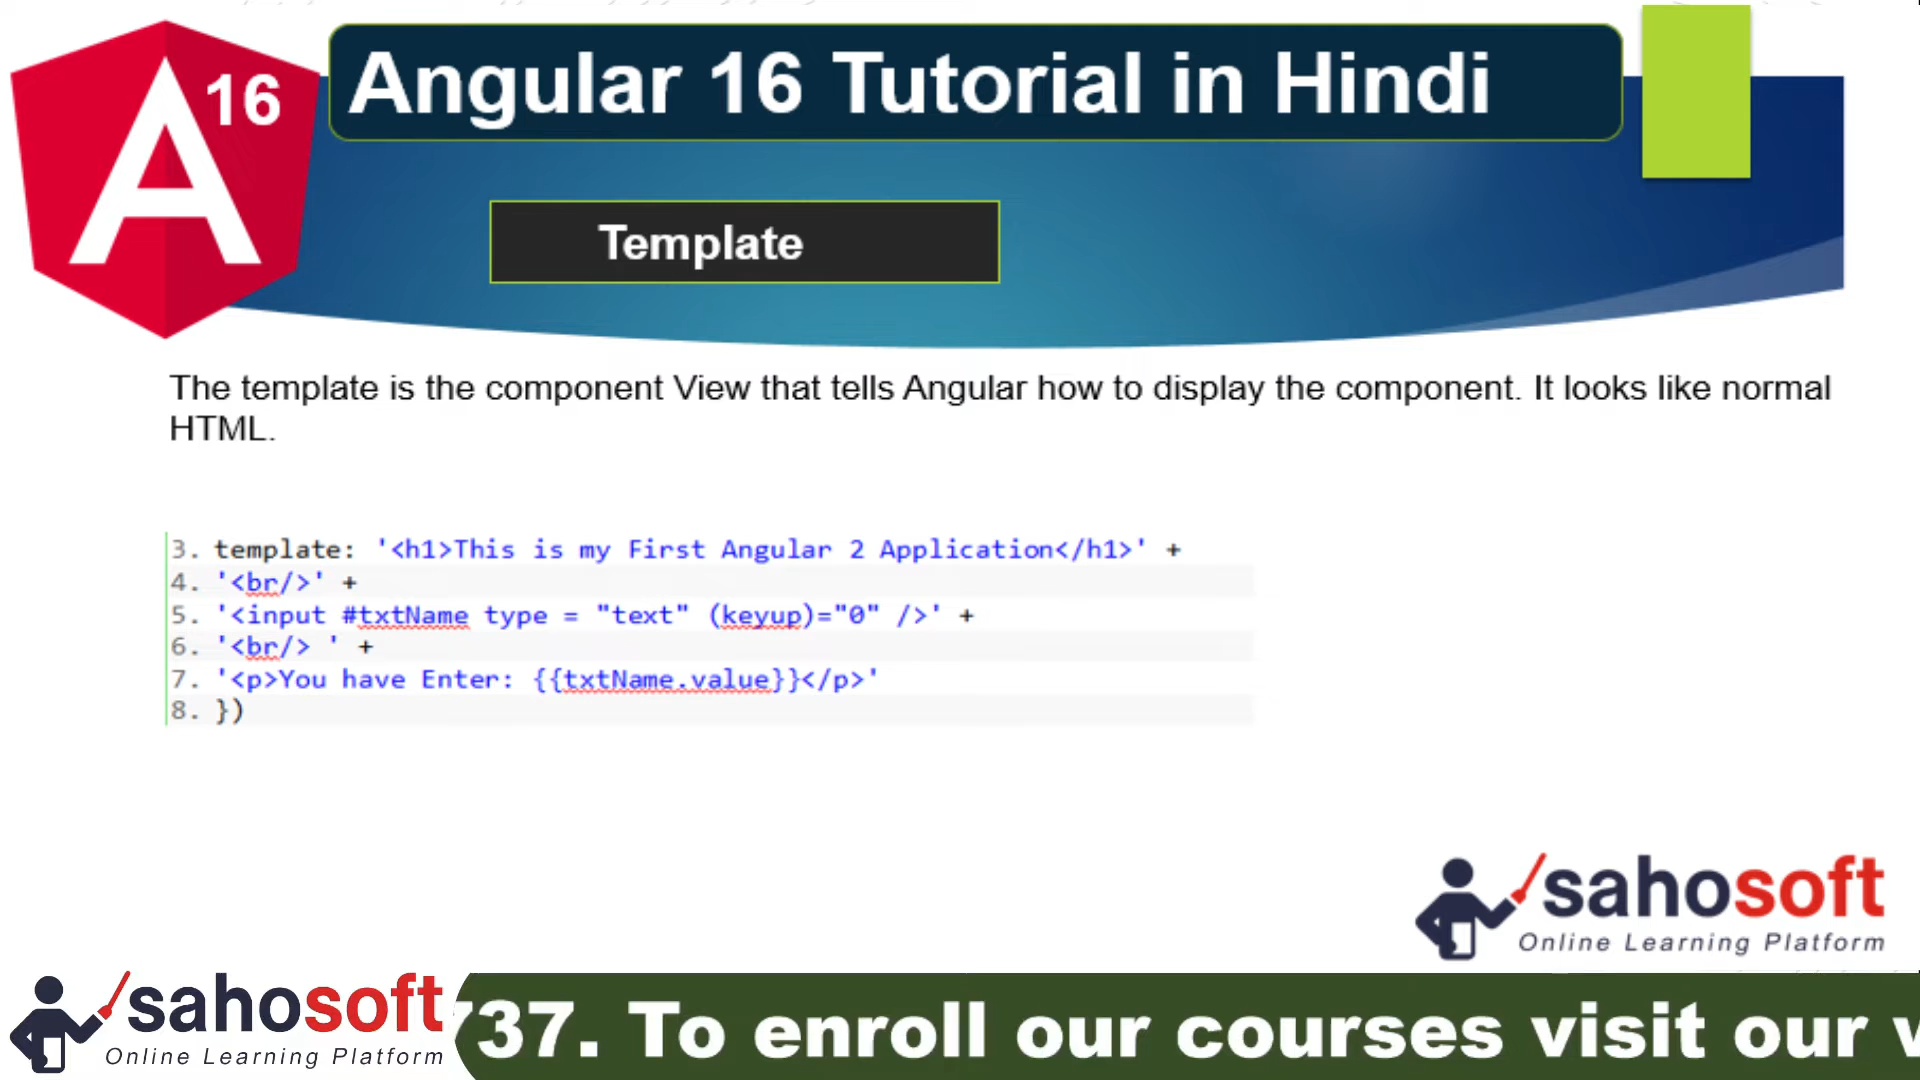 16
Angular 16 Tutorial in Hindi
Template
The template is the component View that tells Angular how to display the component. It looks like normal
HTML.
3. template: '<h1>This is my First Angular 2 Application</h1>' +
4. '<br/>' +
5. '<input #txtName type = "text" (keyup)="0" />' +
6. '<br/> ' +
7. '<p>You have Enter: {{txtName.value}}</p>'
8. })
sahosoft
Online Learning Platform
sahosoft
Online Learning Platform
37. To enroll our courses visit our